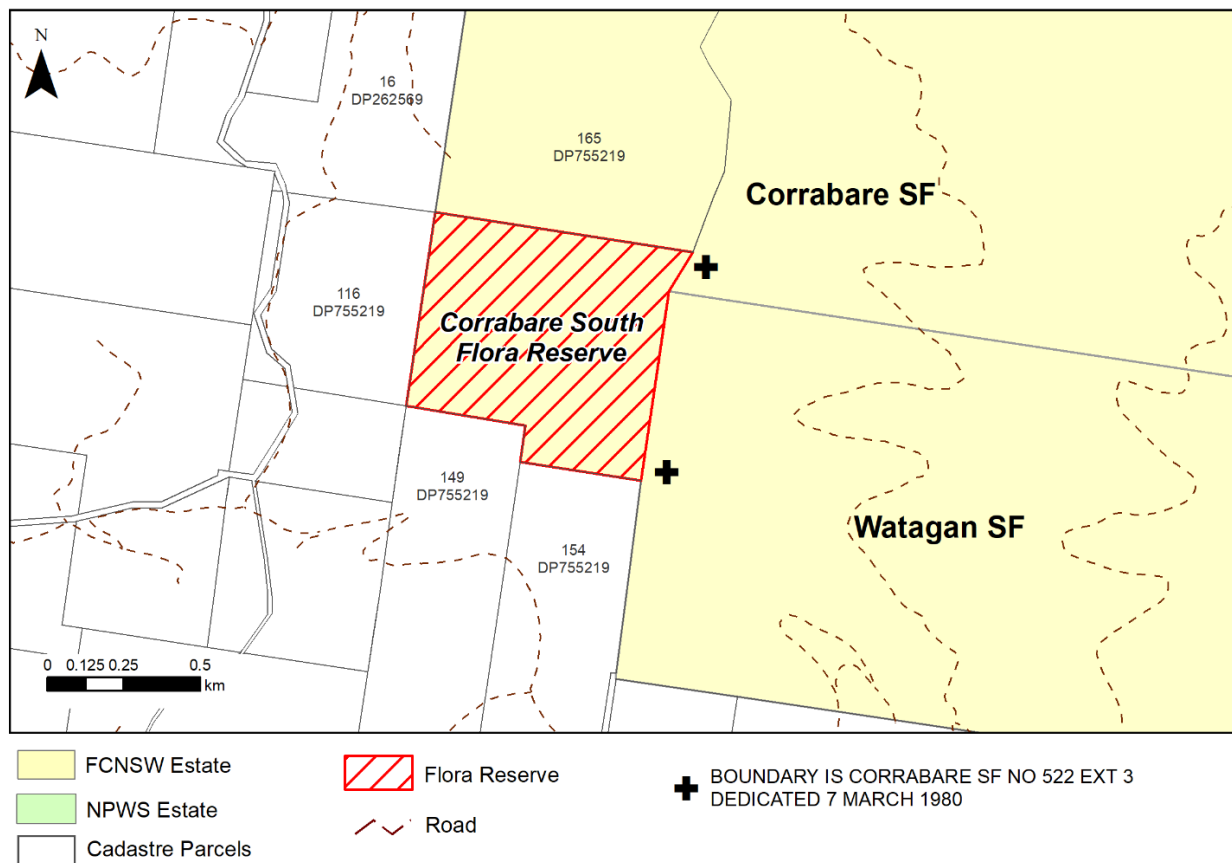 N
16
DP262569
165
DP755219
Corrabare SF
116
DP755219
Corrabare South
Flora Reserve
149
DP755219
Watagan SF
154
DP755219
0 0.125 0.25 0.5
km
FCNSW Estate
NPWS Estate
Cadastre Parcels
Flora Reserve
Road
BOUNDARY IS CORRABARE SF NO 522 EXT 3
DEDICATED 7 MARCH 1980